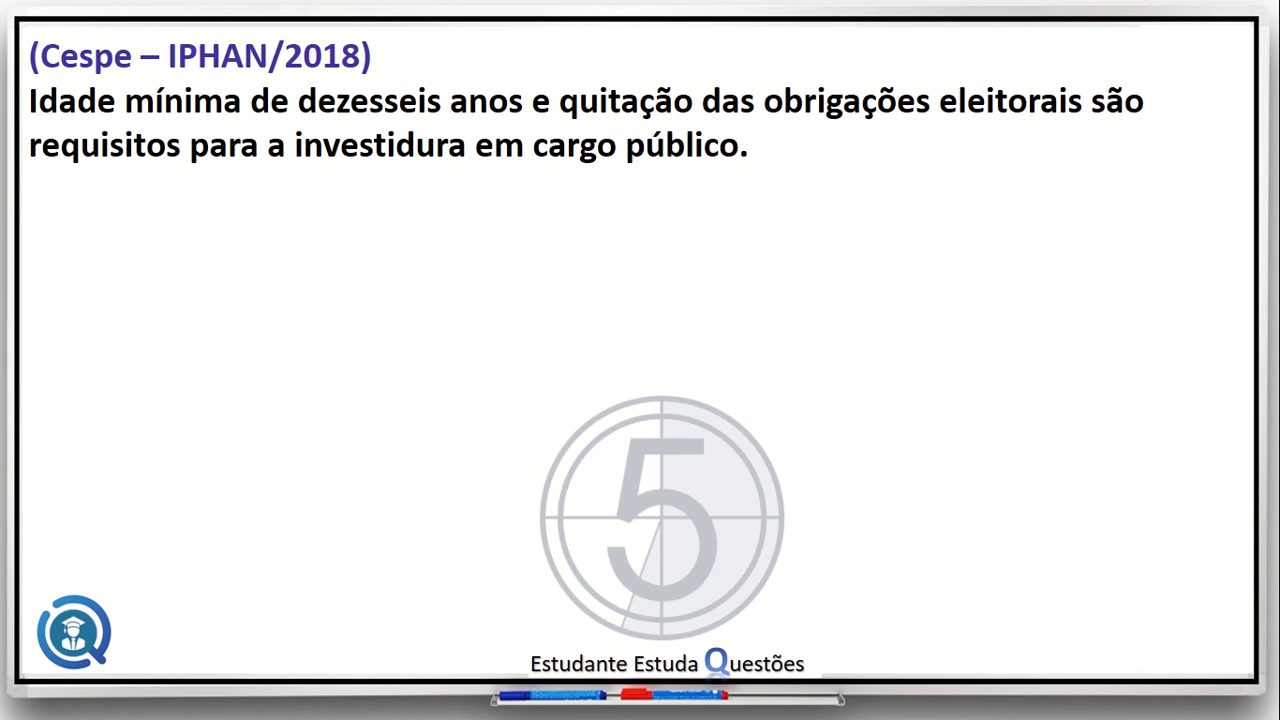 (Cespe – IPHAN/2018)
Idade mínima de dezesseis anos e quitação das obrigações eleitorais são
requisitos para a investidura em cargo público.
5
Estudante Estuda Questões